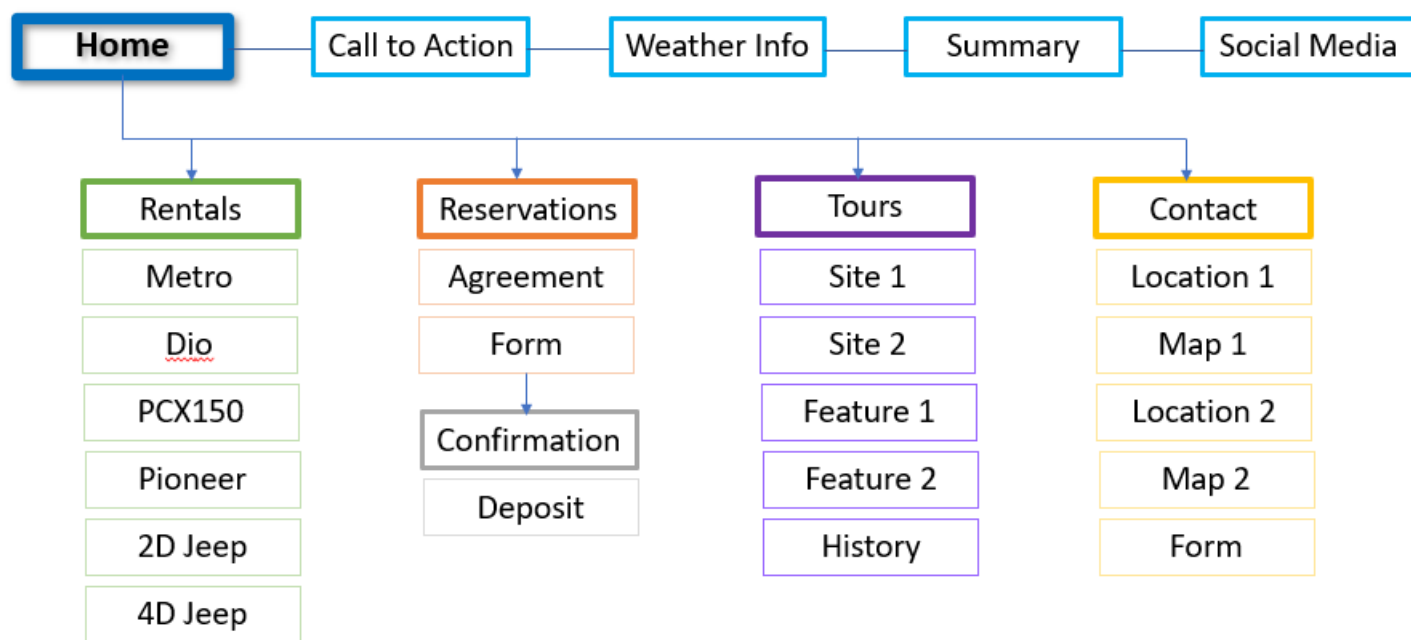 Home
Call to Action
Weather Info
Summary
Social Media
Rentals
Metro
Dio
PCX150
Pioneer
2D Jeep
4D Jeep
Reservations
Agreement
Form
Confirmation
Deposit
Tours
Site 1
Site 2
Feature 1
Feature 2
History
Contact
Location 1
Map 1
Location 2
Map 2
Form